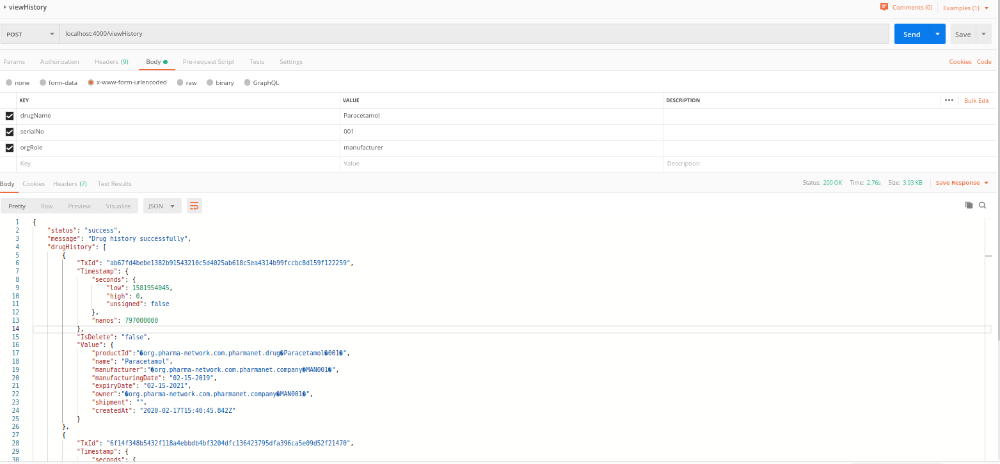 viewHistory Comments (0) Examples (1)
POST localhost:4000/viewHistory Send Save
Params Authorization Headers (9) Body Pre-request Script Tests Settings Cookies Code
none form-data x-www-form-urlencoded raw binary GraphQL
KEY VALUE DESCRIPTION ••• Bulk Edit
drugName Paracetamol
serialNo 001
orgRole manufacturer
Key Value Description
Body Cookies Headers (7) Test Results Status: 200 OK Time: 2.76s Size: 3.93 KB Save Response
Pretty Raw Preview Visualize JSON
1 {
2 "status": "success",
3 "message": "Drug history successfully",
4 "drugHistory": [
5 {
6 "TxId": "ab67fd4bebe1382b91543210c5d4025ab618c5ea4314b99fccbc8d159f122259",
7 "Timestamp": {
8 "seconds": {
9 "low": 1581954045,
10 "high": 0,
11 "unsigned": false
12 },
13 "nanos": 797000000
14 },
15 "IsDelete": "false",
16 "Value": {
17 "productId":"�org.pharma-network.com.pharmanet.drug�Paracetamol�001�",
18 "name": "Paracetamol",
19 "manufacturer":"�org.pharma-network.com.pharmanet.company�MAN001�",
20 "manufacturingDate": "02-15-2019",
21 "expiryDate": "02-15-2021",
22 "owner":"�org.pharma-network.com.pharmanet.company�MAN001�",
23 "shipment": "",
24 "createdAt": "2020-02-17T15:40:45.842Z"
25 }
26 },
27 {
28 "TxId": "6f14f348b5432f118a4ebbdb4bf3204dfc136423795dfa396ca5e09d52f21470",
29 "Timestamp": {
30 "seconds": {